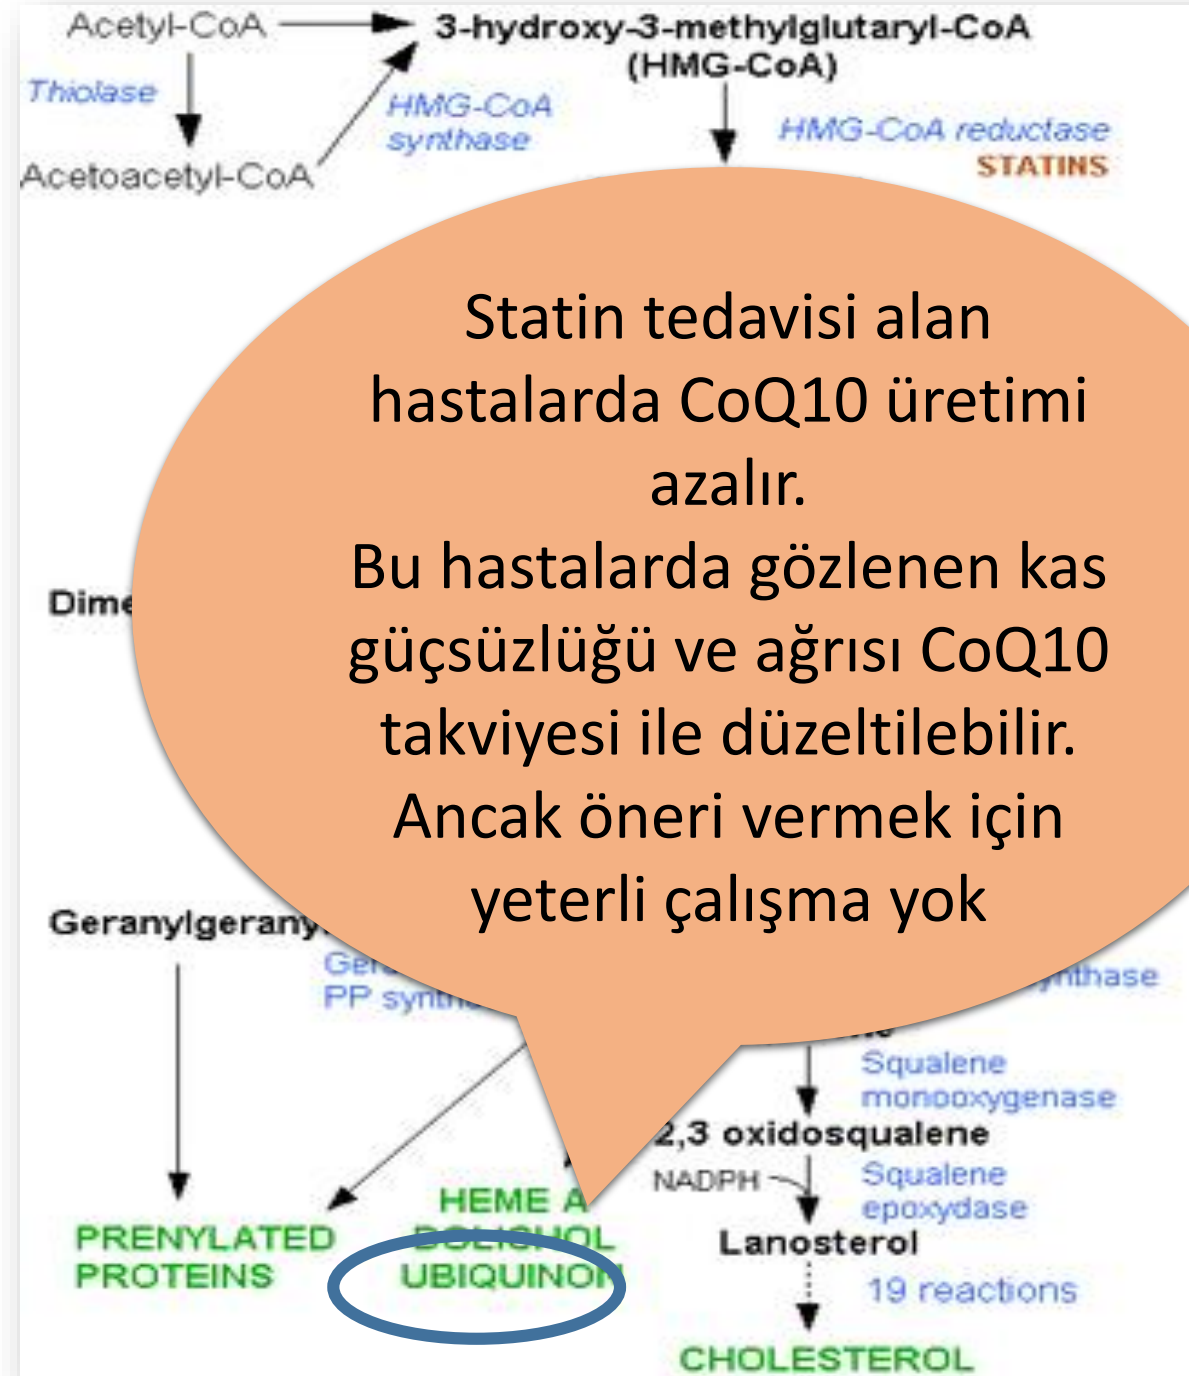 Acetyl-CoA
3-hydroxy-3-methylglutaryl-CoA
(HMG-CoA)
Thiolase
HMG-CoA
synthase
HMG-CoA reductase
STATINS
Acetoacetyl-CoA
Statin tedavisi alan
hastalarda CoQ10 üretimi
azalır.
Bu hastalarda gözlenen kas
güçsüzlüğü ve ağrısı CoQ10
takviyesi ile düzeltilebilir.
Ancak öneri vermek için
yeterli çalışma yok
PP
Squalene
monooxygenase
2,3 oxidosqualene
NADPH
Squalene
epoxydase
Lanosterol
19 reactions
CHOLESTEROL
PRENYLATED
PROTEINS
HEME A
DOLICHOL
UBIQUINON